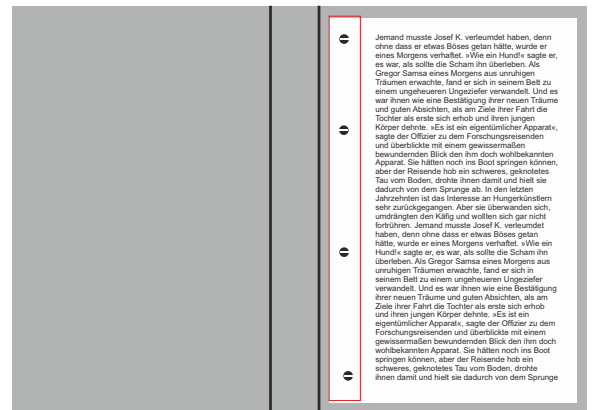 Jemand musste Josef K. verleumdet haben, denn
ohne dass er etwas Böses getan hätte, wurde er
eines Morgens verhaftet. »Wie ein Hund!« sagte er,
es war, als sollte die Scham ihn überleben. Als
Gregor Samsa eines Morgens aus unruhigen
Träumen erwachte, fand er sich in seinem Bett zu
einem ungeheueren Ungeziefer verwandelt. Und es
war ihnen wie eine Bestätigung ihrer neuen Träume
und guten Absichten, als am Ziele ihrer Fahrt die
Tochter als erste sich erhob und ihren jungen
Körper dehnte. »Es ist ein eigentümlicher Apparat«,
sagte der Offizier zu dem Forschungsreisenden
und überblickte mit einem gewissermaßen
bewundernden Blick den ihm doch wohlbekannten
Apparat. Sie hätten noch ins Boot springen können,
aber der Reisende hob ein schweres, geknotetes
Tau vom Boden, drohte ihnen damit und hielt sie
dadurch von dem Sprunge ab. In den letzten
Jahrzehnten ist das Interesse an Hungerkünstlern
sehr zurückgegangen. Aber sie überwanden sich,
umdrängten den Käfig und wollten sich gar nicht
fortrühren. Jemand musste Josef K. verleumdet
haben, denn ohne dass er etwas Böses getan
hätte, wurde er eines Morgens verhaftet. »Wie ein
Hund!« sagte er, es war, als sollte die Scham ihn
überleben. Als Gregor Samsa eines Morgens aus
unruhigen Träumen erwachte, fand er sich in
seinem Bett zu einem ungeheueren Ungeziefer
verwandelt. Und es war ihnen wie eine Bestätigung
ihrer neuen Träume und guten Absichten, als am
Ziele ihrer Fahrt die Tochter als erste sich erhob
und ihren jungen Körper dehnte. »Es ist ein
eigentümlicher Apparat«, sagte der Offizier zu dem
Forschungsreisenden und überblickte mit einem
gewissermaßen bewundernden Blick den ihm doch
wohlbekannten Apparat. Sie hätten noch ins Boot
springen können, aber der Reisende hob ein
schweres, geknotetes Tau vom Boden, drohte
ihnen damit und hielt sie dadurch von dem Sprunge